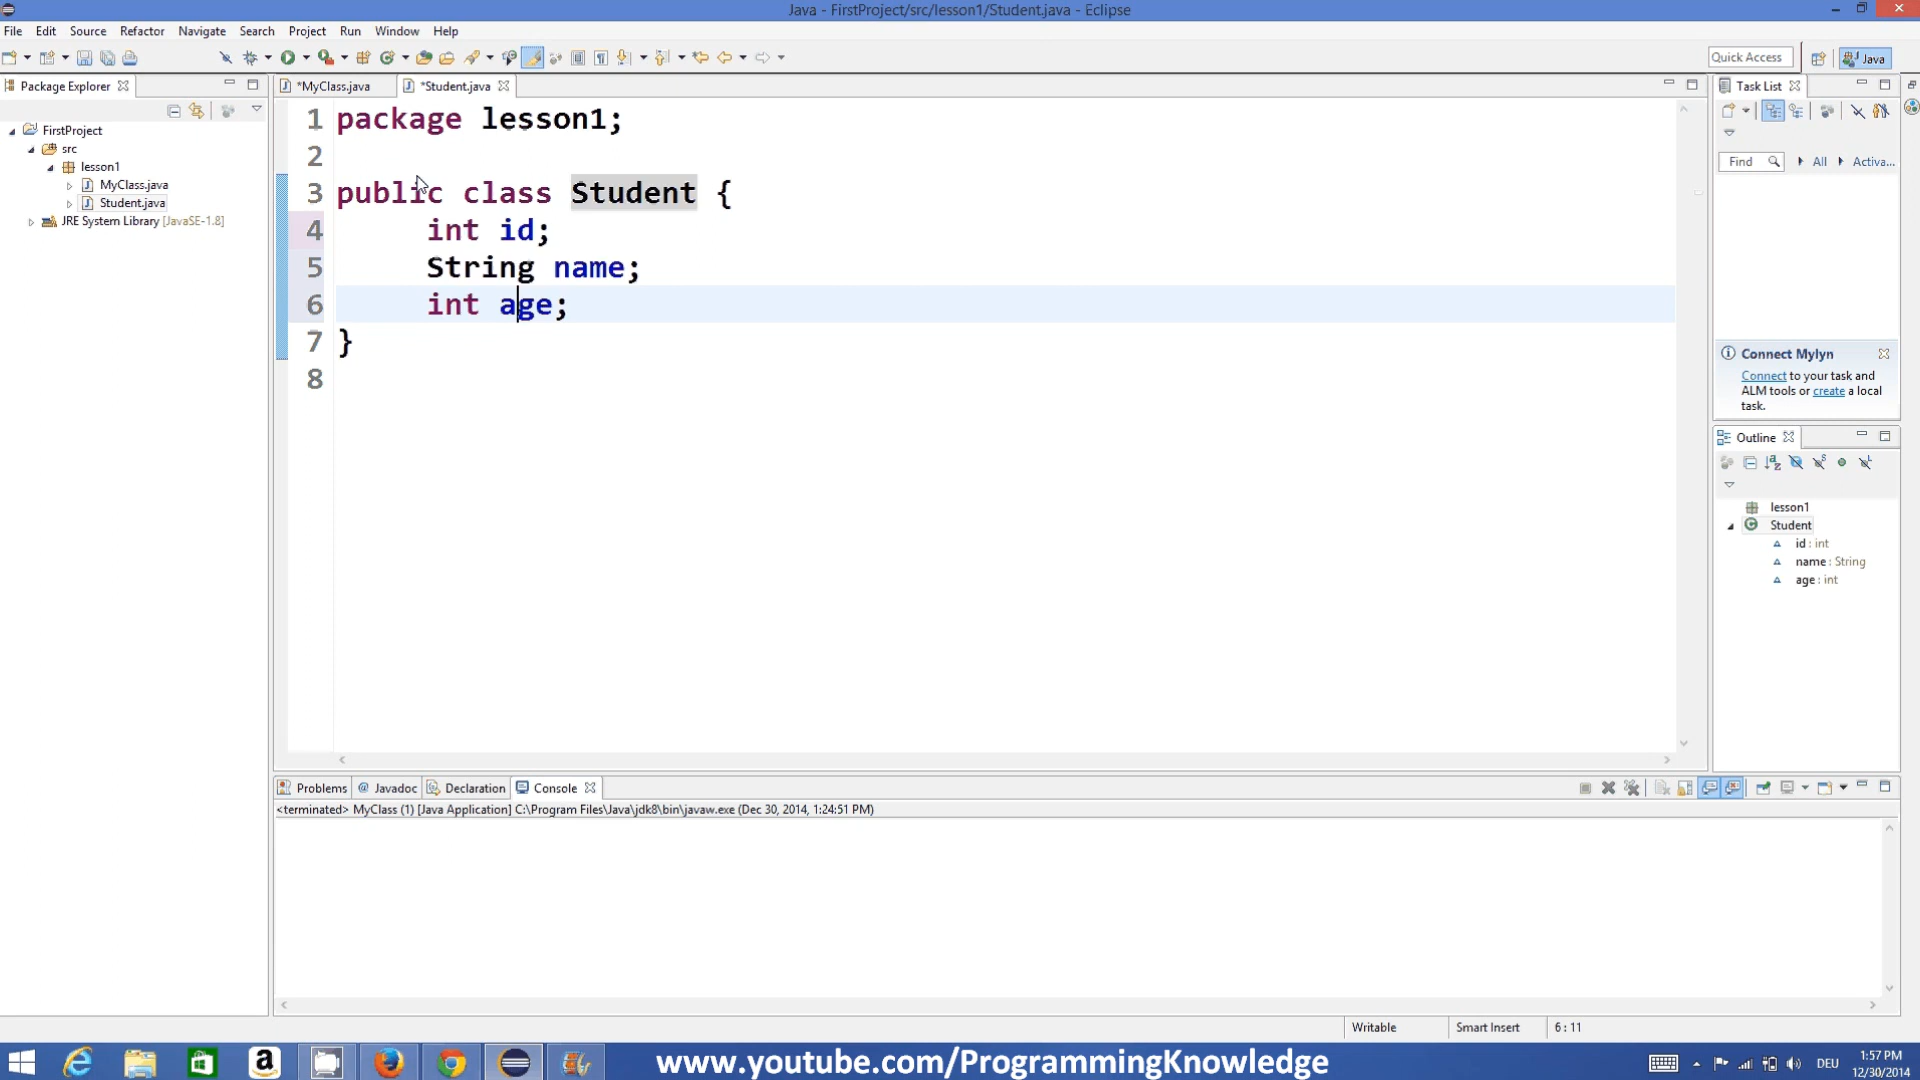 Java - FirstProject/src/lesson1/Student.java - Eclipse
File Edit Source Refactor Navigate Search Project Run Window Help
Quick Access
Java
Package Explorer
*MyClass.java
*Student.java
Task List
FirstProject
src
lesson1
MyClass.java
Student.java
JRE System Library [JavaSE-1.8]
1 package lesson1;
2
3 public class Student {
4 int id;
5 String name;
6 int age;
7 }
8
Find
All
Activa...
Connect Mylyn
Connect to your task and
ALM tools or create a local
task.
Outline
lesson1
Student
id : int
name : String
age : int
Problems
@ Javadoc
Declaration
Console
<terminated> MyClass (1) [Java Application] C:\Program Files\Java\jdk8\bin\javaw.exe (Dec 30, 2014, 1:24:51 PM)
Writable
Smart Insert
6 : 11
www.youtube.com/ProgrammingKnowledge
DEU
1:57 PM
12/30/2014